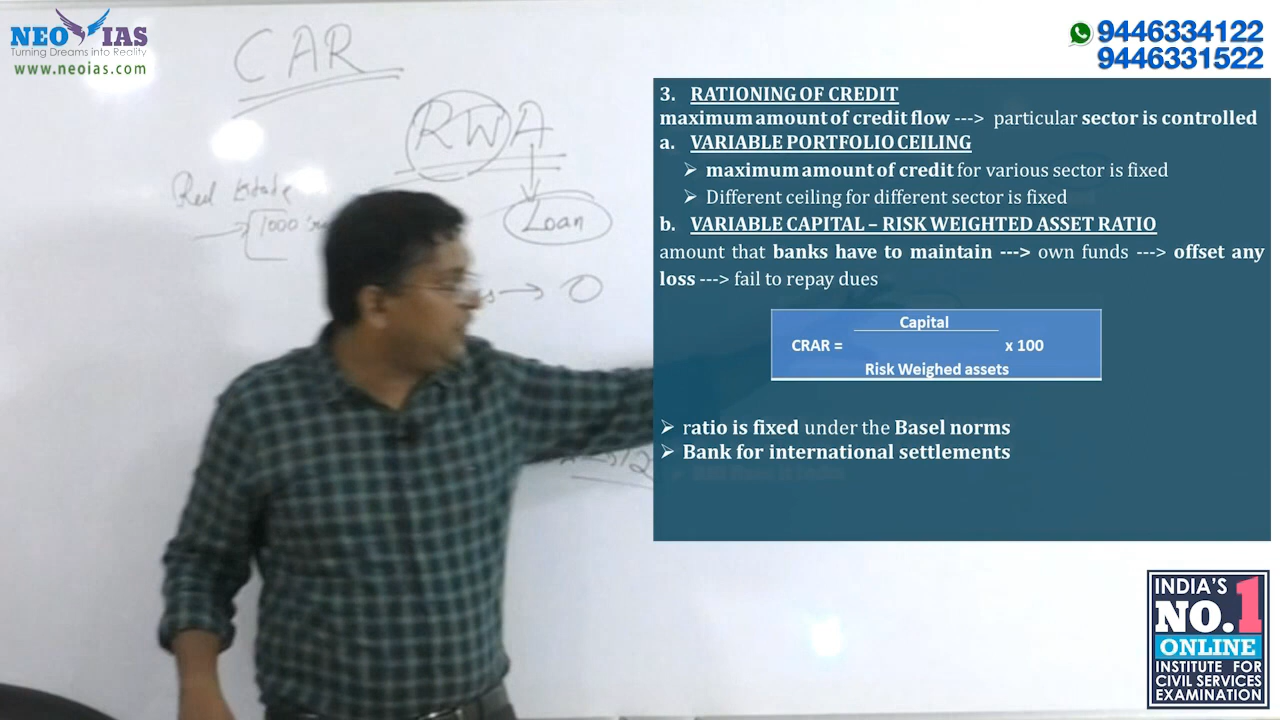 NEO IAS
Turning Dreams into Reality
www.neoias.com
9446334122
9446331522
CAR
RWA
Loan
Real Estate
1000
→ 0
3. RATIONING OF CREDIT
maximum amount of credit flow ---> particular sector is controlled
a. VARIABLE PORTFOLIO CEILING
➢ maximum amount of credit for various sector is fixed
➢ Different ceiling for different sector is fixed
b. VARIABLE CAPITAL – RISK WEIGHTED ASSET RATIO
amount that banks have to maintain ---> own funds ---> offset any
loss ---> fail to repay dues
Capital
CRAR = x 100
Risk Weighed assets
➢ ratio is fixed under the Basel norms
➢ Bank for international settlements
INDIA'S
NO.1
ONLINE
INSTITUTE FOR
CIVIL SERVICES
EXAMINATION